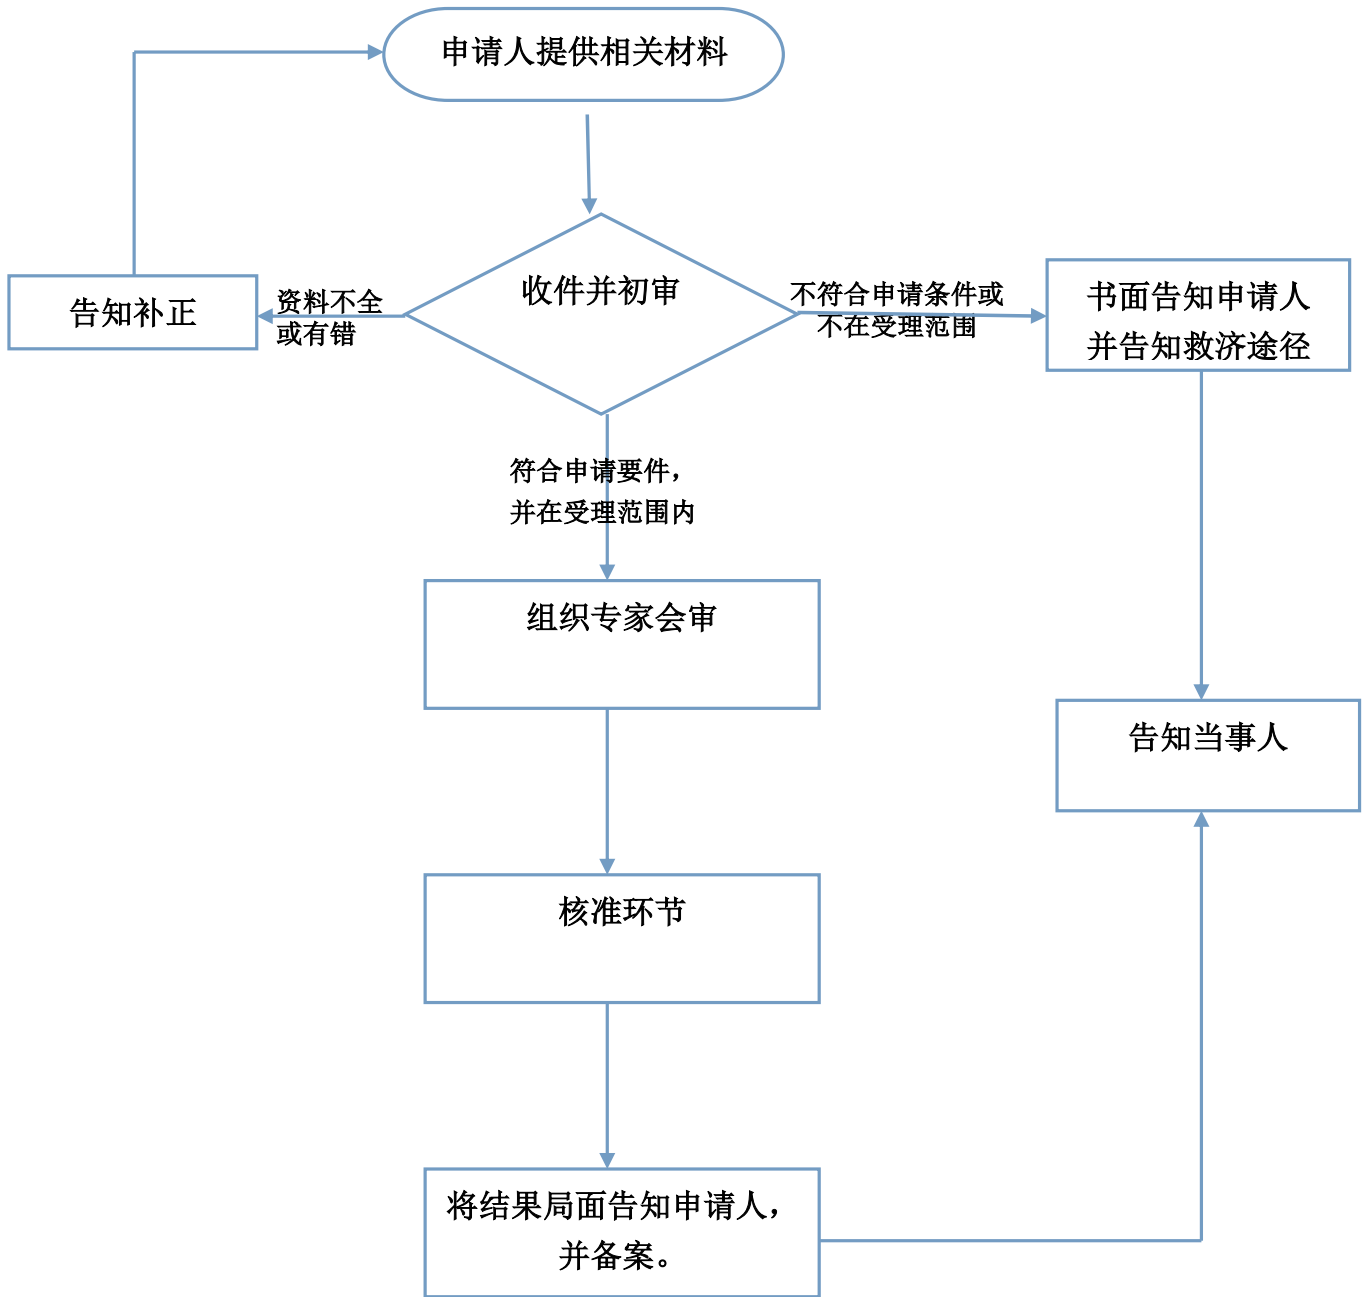 申请人提供相关材料
收件并初审
告知补正
资料不全
或有错
不符合申请条件或
不在受理范围
书面告知申请人
并告知救济途径
符合申请要件，
并在受理范围内
组织专家会审
告知当事人
核准环节
将结果局面告知申请人，
并备案。